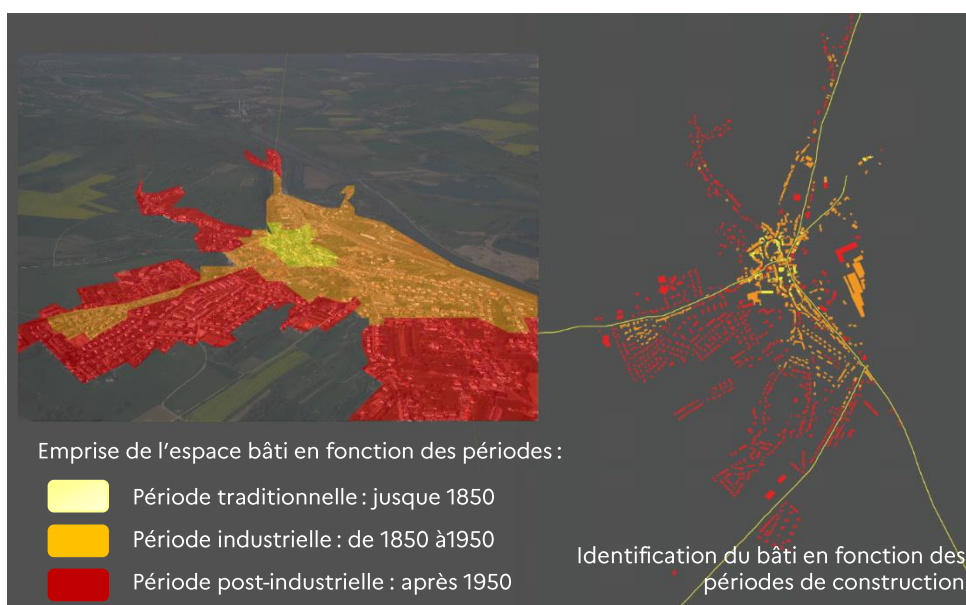 Emprise de l'espace bâti en fonction des périodes :
Période traditionnelle : jusque 1850
Période industrielle : de 1850 à1950
Période post-industrielle : après 1950
Identification du bâti en fonction des
périodes de construction